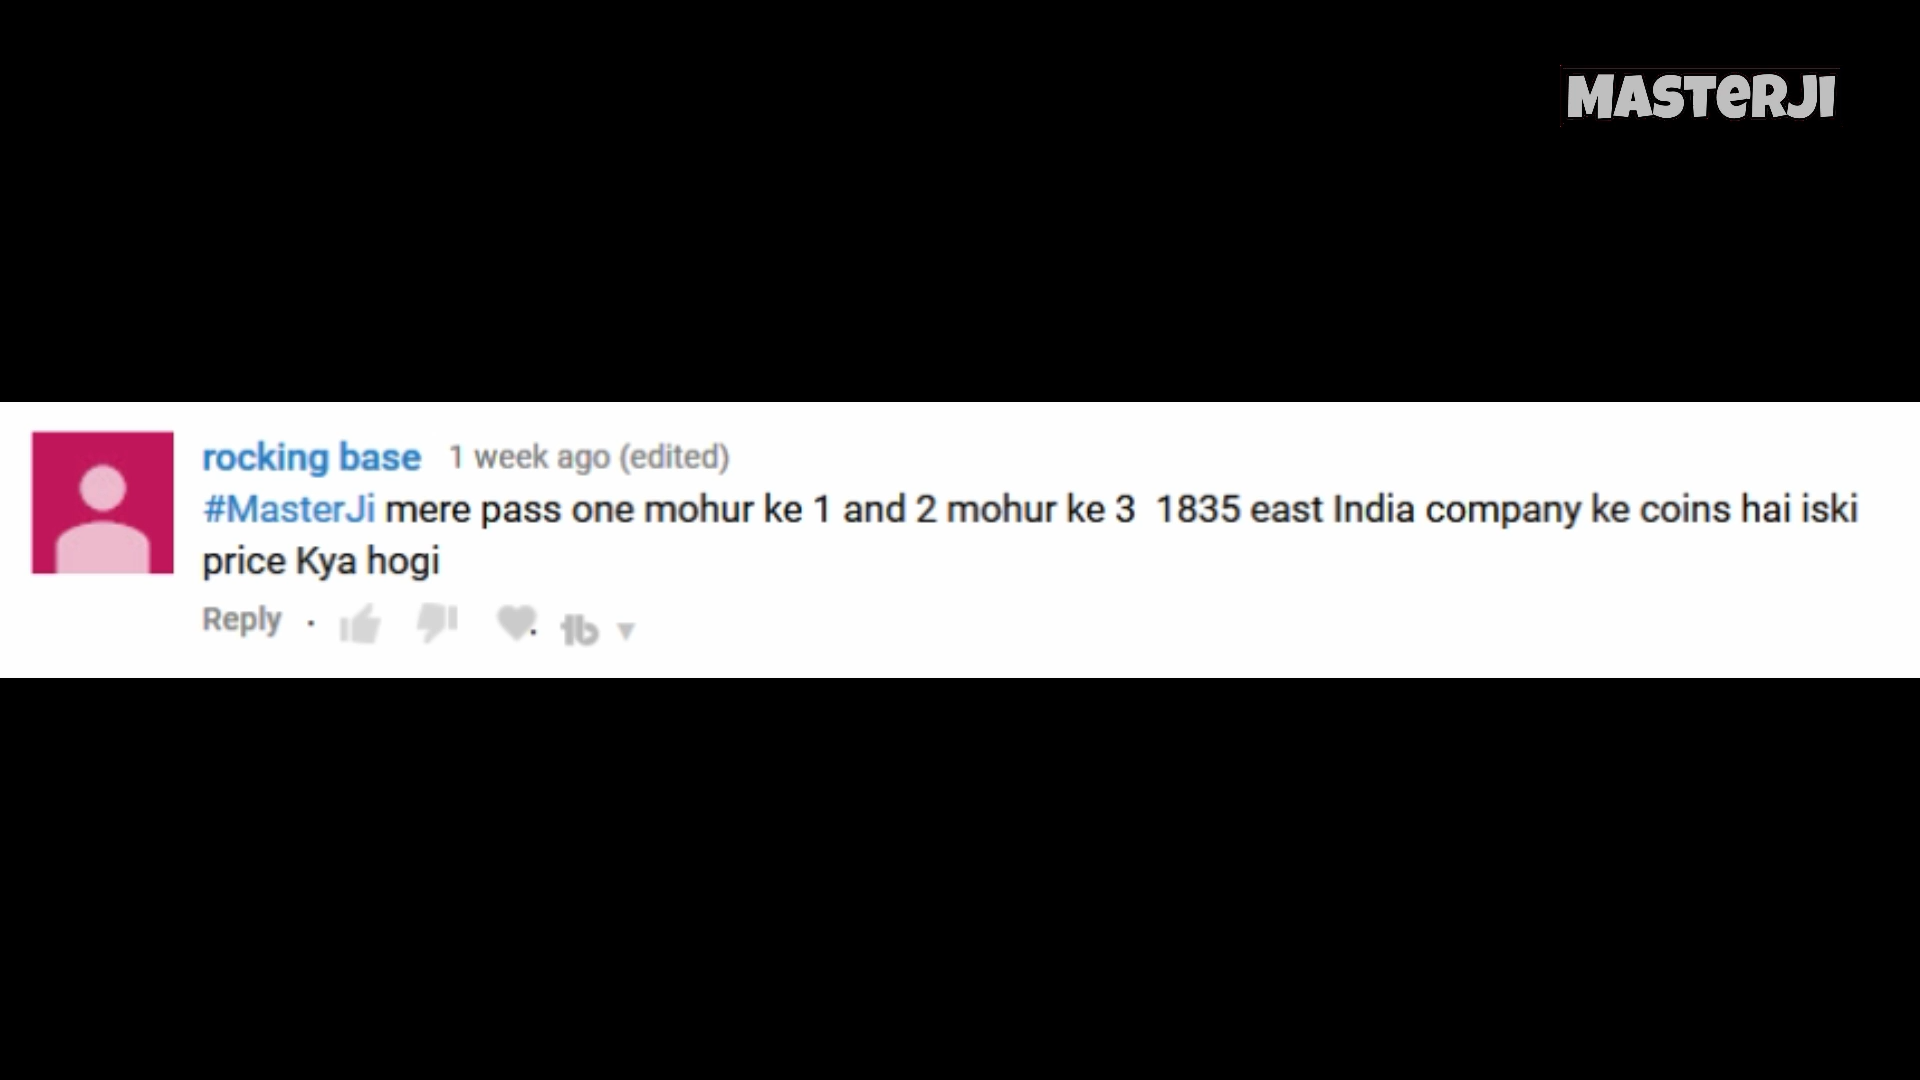 MASTeRJI
rocking base 1 week ago (edited)
#MasterJi mere pass one mohur ke 1 and 2 mohur ke 3 1835 east India company ke coins hai iski
price Kya hogi
Reply